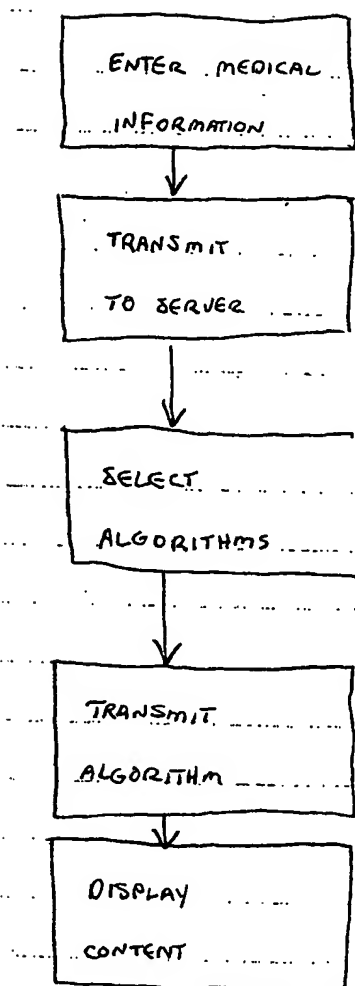 ENTER MEDICAL
INFORMATION
TRANSMIT
TO SERVER
SELECT
ALGORITHMS
TRANSMIT
ALGORITHM
DISPLAY
CONTENT